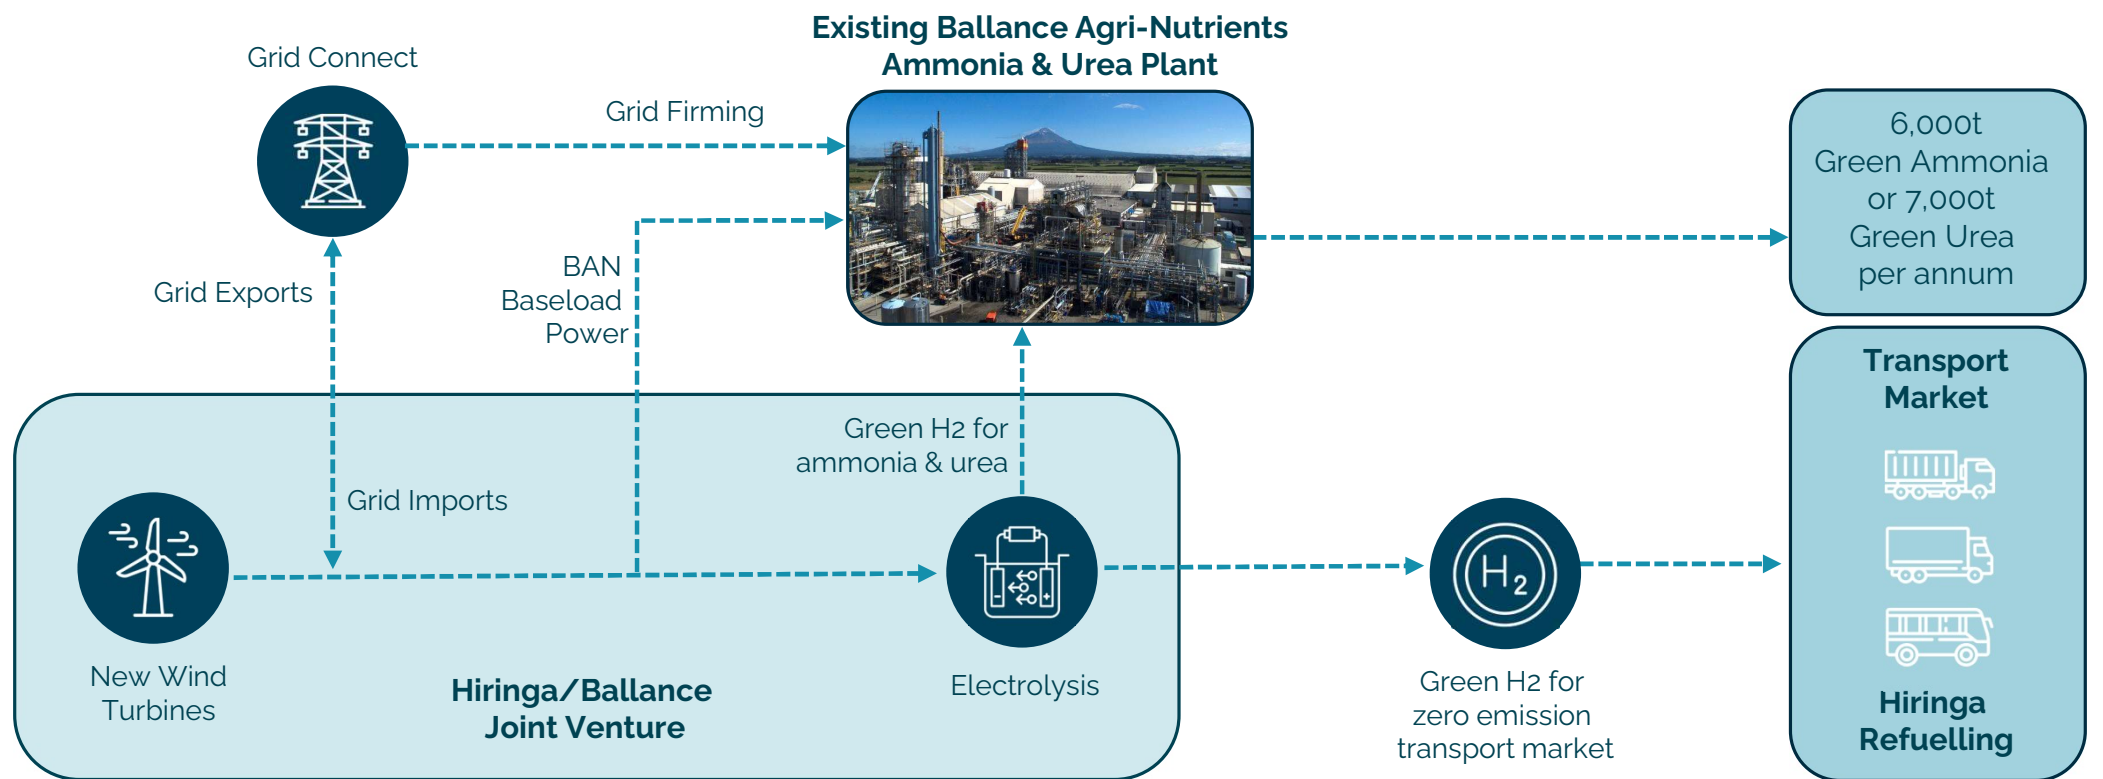 Existing Ballance Agri-Nutrients
Ammonia & Urea Plant
Grid Connect
Grid Firming
6,000t
Green Ammonia
or 7,000t
Green Urea
per annum
Grid Exports
BAN
Baseload
Power
Transport
Market
Green H2 for
ammonia & urea
Grid Imports
H2
New Wind
Turbines
Hiringa/Ballance
Joint Venture
Electrolysis
- +
Green H2 for
zero emission
transport market
Hiringa
Refuelling